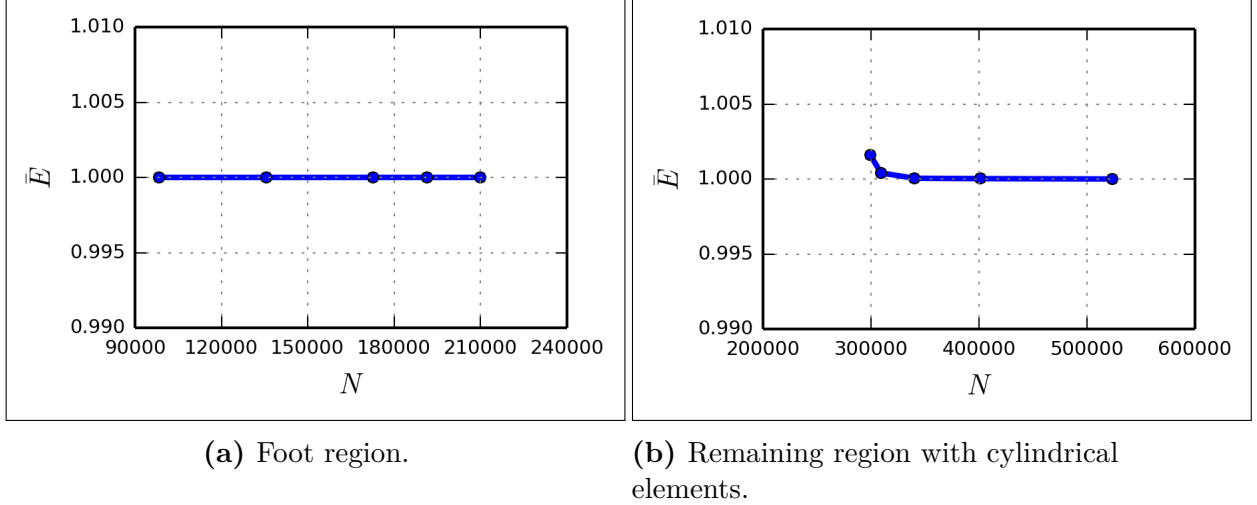 1.010
1.005
1.000
0.995
0.990
Ē
90000 120000 150000 180000 210000 240000
N
1.010
1.005
1.000
0.995
0.990
Ē
200000 300000 400000 500000 600000
N
(a) Foot region.
(b) Remaining region with cylindrical
elements.